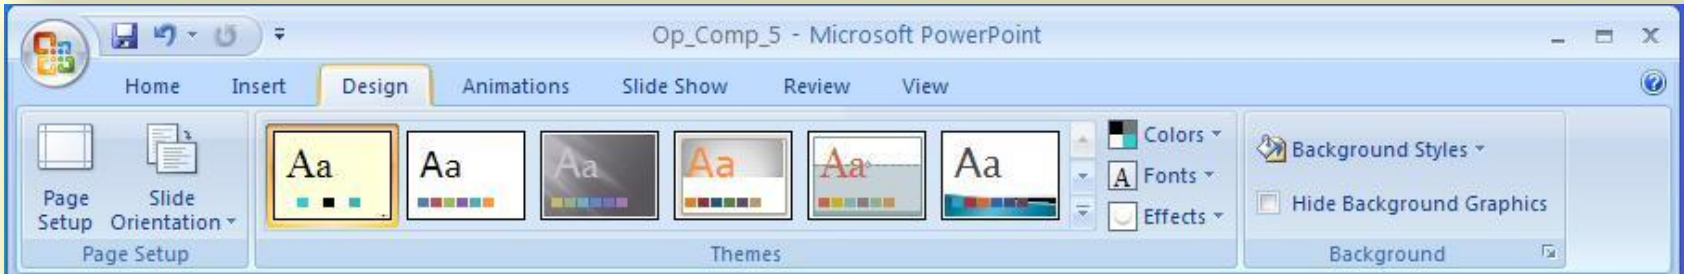 Op_Comp_5 - Microsoft PowerPoint
Home Insert Design Animations Slide Show Review View
Aa Aa Aa Aa Aa Aa
Colors
Background Styles
Page Setup
Slide Orientation
Fonts
Hide Background Graphics
Effects
Page Setup Themes Background